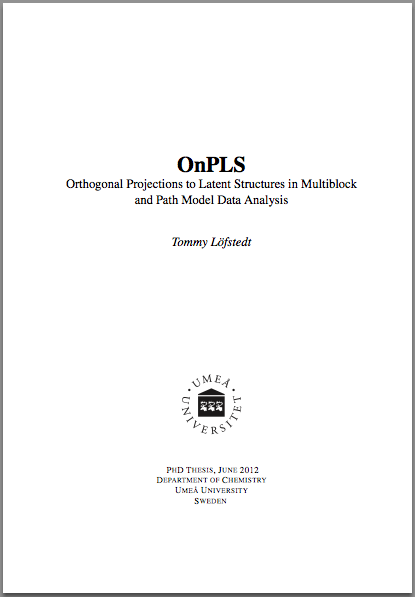 OnPLS
Orthogonal Projections to Latent Structures in Multiblock
and Path Model Data Analysis
Tommy Löfstedt
· UMEÅ ·
UNIVERSITET
PHD THESIS, JUNE 2012
DEPARTMENT OF CHEMISTRY
UMEÅ UNIVERSITY
SWEDEN